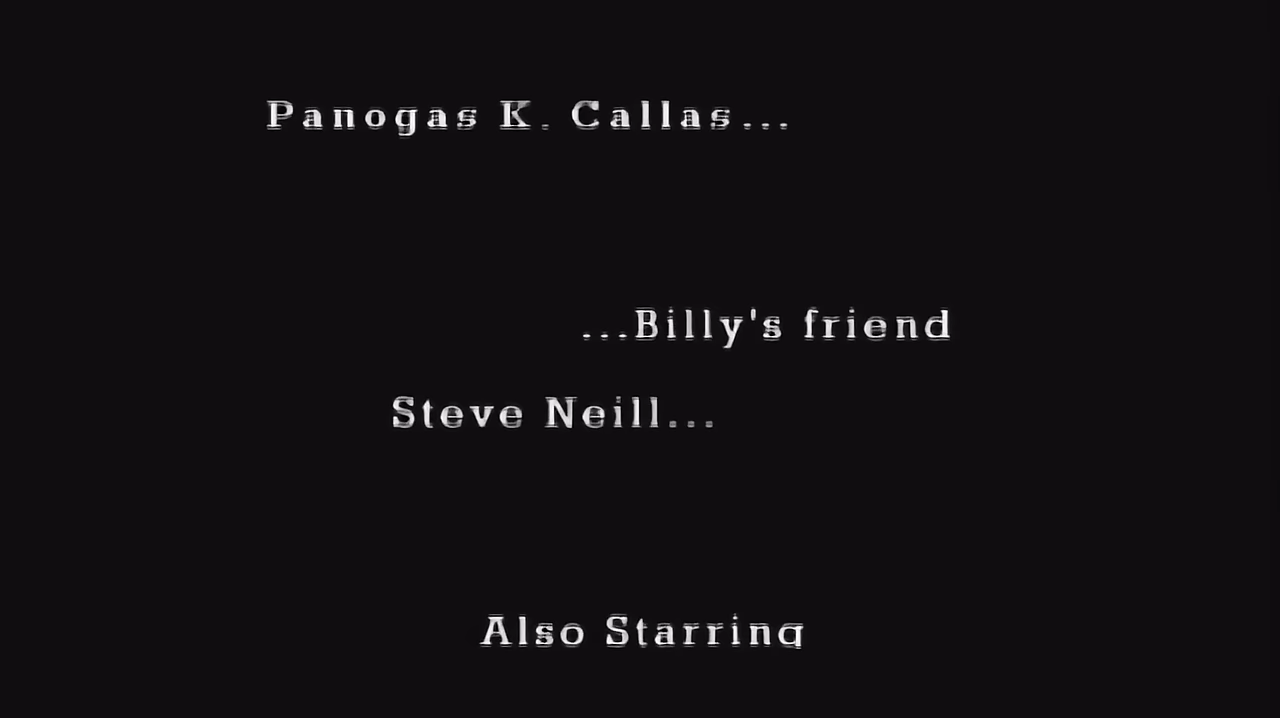 Panogas K. Callas...
...Billy's friend
Steve Neill...
Also Starring